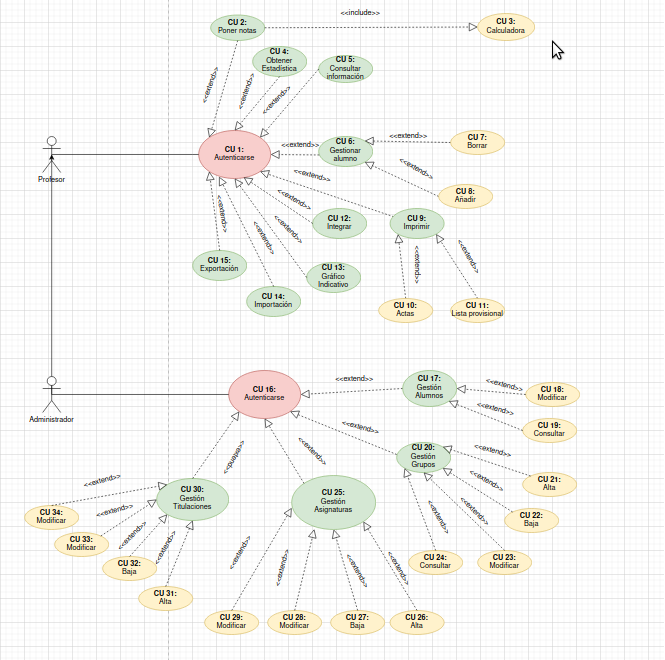 CU 2:
Poner notas
<<include>>
CU 3:
Calculadora
CU 4:
Obtener
Estadística
CU 5:
Consultar
información
<<extend>>
<<extend>>
<<extend>>
CU 1:
Autenticarse
<<extend>>
CU 6:
Gestionar
alumno
<<extend>>
CU 7:
Borrar
<<extend>>
CU 8:
Añadir
Profesor
<<extend>>
<<extend>>
<<extend>>
<<extend>>
<<extend>>
CU 12:
Integrar
CU 9:
Imprimir
CU 15:
Exportación
CU 13:
Gráfico
Indicativo
CU 14:
Importación
<<extend>>
<<extend>>
CU 10:
Actas
CU 11:
Lista provisional
Administrador
CU 16:
Autenticarse
<<extend>>
CU 17:
Gestión
Alumnos
<<extend>>
CU 18:
Modificar
<<extend>>
CU 19:
Consultar
<<extend>>
CU 20:
Gestión
Grupos
<<extend>>
CU 21:
Alta
<<extend>>
CU 22:
Baja
<<extend>>
CU 23:
Modificar
<<extend>>
CU 24:
Consultar
<<extend>>
<<extend>>
CU 30:
Gestión
Titulaciones
CU 25:
Gestión
Asignaturas
<<extend>>
CU 34:
Modificar
<<extend>>
CU 33:
Modificar
<<extend>>
CU 32:
Baja
<<extend>>
CU 31:
Alta
<<extend>>
<<extend>>
<<extend>>
<<extend>>
CU 29:
Modificar
CU 28:
Modificar
CU 27:
Baja
CU 26:
Alta